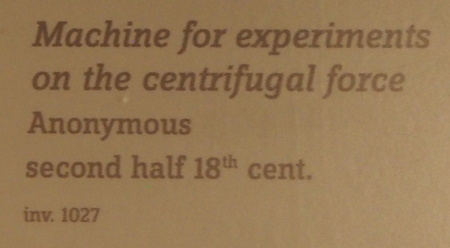 Machine for experiments
on the centrifugal force
Anonymous
second half 18th cent.
inv. 1027